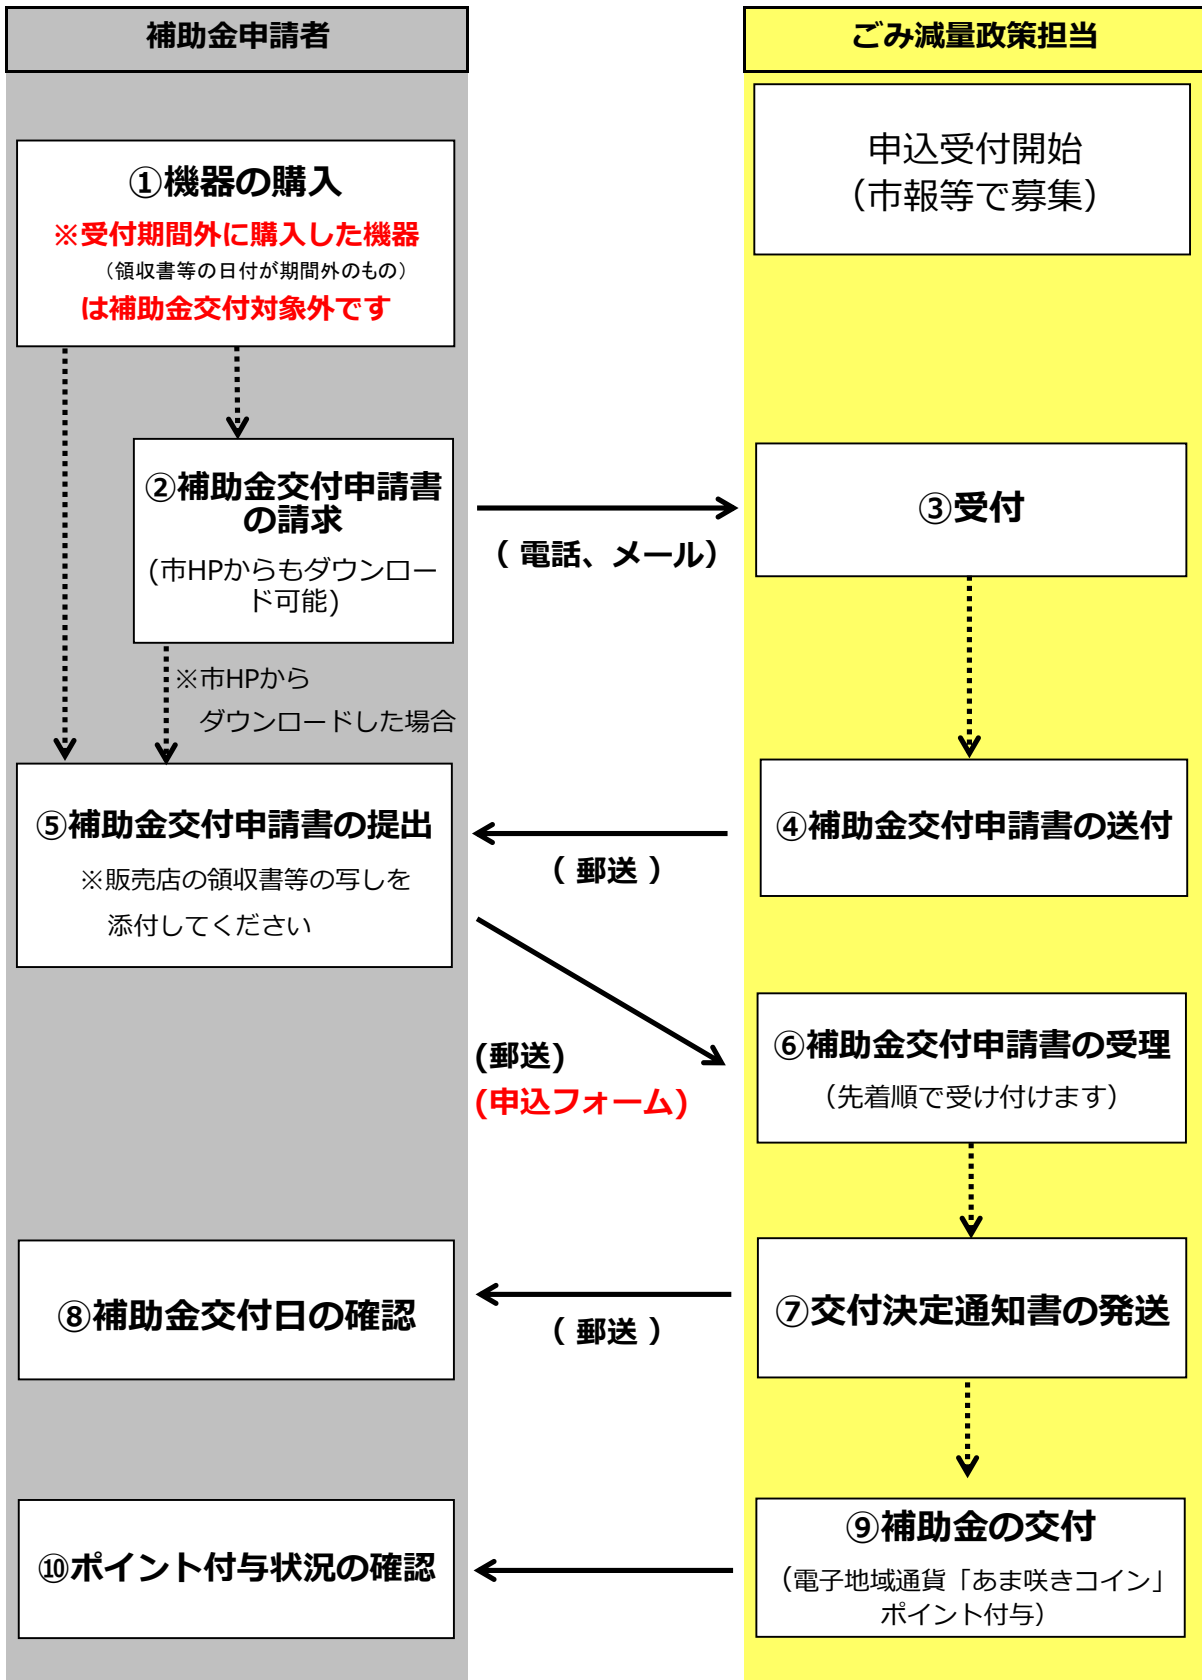 補助金申請者
ごみ減量政策担当
申込受付開始
（市報等で募集）
①機器の購入
※受付期間外に購入した機器
（領収書等の日付が期間外のもの）
は補助金交付対象外です
②補助金交付申請書
の請求
(市HPからもダウンロー
ド可能)
（ 電話、メール）
③受付
※市HPから
ダウンロードした場合
④補助金交付申請書の送付
（ 郵送 ）
⑤補助金交付申請書の提出
※販売店の領収書等の写しを
添付してください
(郵送)
(申込フォーム)
⑥補助金交付申請書の受理
（先着順で受け付けます）
⑦交付決定通知書の発送
（ 郵送 ）
⑧補助金交付日の確認
⑨補助金の交付
（電子地域通貨「あま咲きコイン」
ポイント付与）
⑩ポイント付与状況の確認